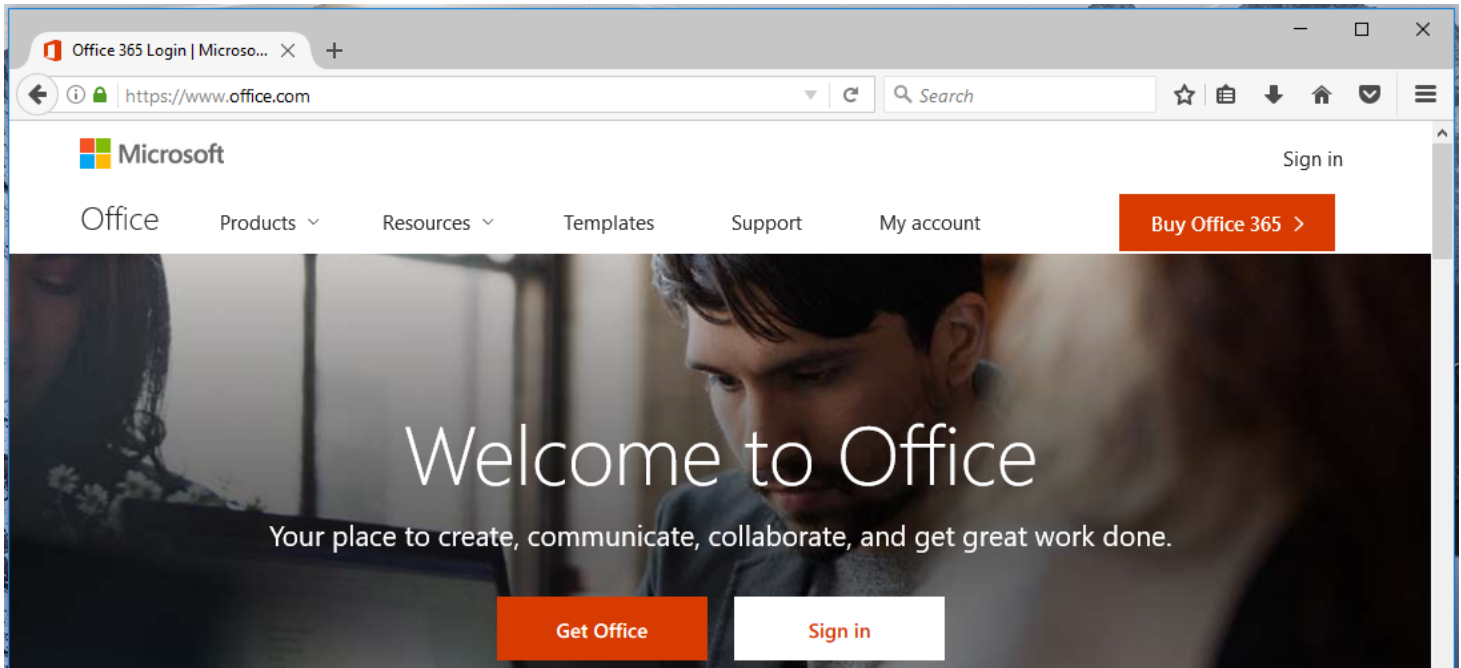 Office 365 Login | Microso...
https://www.office.com
Search
Microsoft
Sign in
Office Products Resources Templates Support My account Buy Office 365
Welcome to Office
Your place to create, communicate, collaborate, and get great work done.
Get Office Sign in